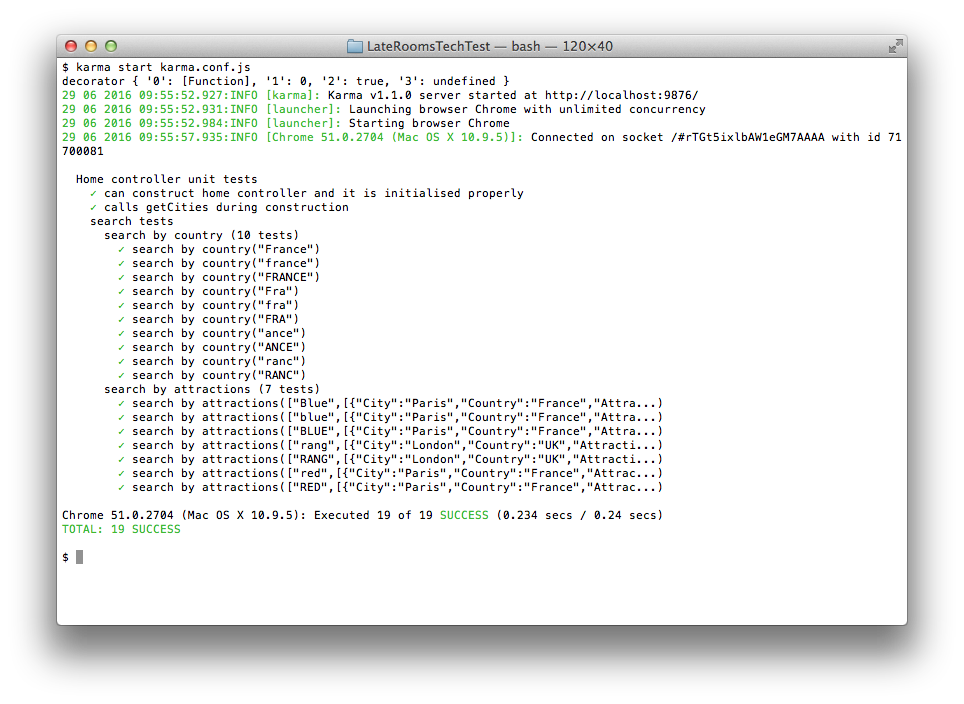 LateRoomsTechTest — bash — 120×40
$ karma start karma.conf.js
decorator { '0': [Function], '1': 0, '2': true, '3': undefined }
29 06 2016 09:55:52.927:INFO [karma]: Karma v1.1.0 server started at http://localhost:9876/
29 06 2016 09:55:52.931:INFO [launcher]: Launching browser Chrome with unlimited concurrency
29 06 2016 09:55:52.984:INFO [launcher]: Starting browser Chrome
29 06 2016 09:55:57.935:INFO [Chrome 51.0.2704 (Mac OS X 10.9.5)]: Connected on socket /#rTGt5ixlbAW1eGM7AAAA with id 71
700081
Home controller unit tests
✓ can construct home controller and it is initialised properly
✓ calls getCities during construction
search tests
search by country (10 tests)
✓ search by country("France")
✓ search by country("france")
✓ search by country("FRANCE")
✓ search by country("Fra")
✓ search by country("fra")
✓ search by country("FRA")
✓ search by country("ance")
✓ search by country("ANCE")
✓ search by country("ranc")
✓ search by country("RANC")
search by attractions (7 tests)
✓ search by attractions(["Blue",[{"City":"Paris","Country":"France","Attra...)
✓ search by attractions(["blue",[{"City":"Paris","Country":"France","Attra...)
✓ search by attractions(["BLUE",[{"City":"Paris","Country":"France","Attra...)
✓ search by attractions(["rang",[{"City":"London","Country":"UK","Attracti...)
✓ search by attractions(["RANG",[{"City":"London","Country":"UK","Attracti...)
✓ search by attractions(["red",[{"City":"Paris","Country":"France","Attrac...)
✓ search by attractions(["RED",[{"City":"Paris","Country":"France","Attrac...)
Chrome 51.0.2704 (Mac OS X 10.9.5): Executed 19 of 19 SUCCESS (0.234 secs / 0.24 secs)
TOTAL: 19 SUCCESS
$